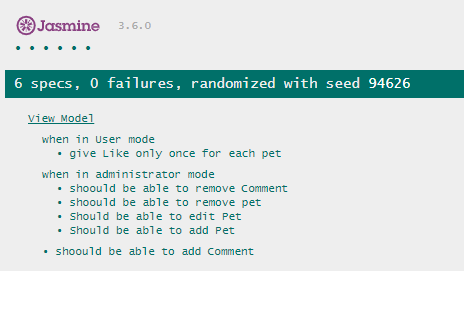 Jasmine 3.6.0
• • • • • •
6 specs, 0 failures, randomized with seed 94626
View Model
when in User mode
• give Like only once for each pet
when in administrator mode
• shoould be able to remove Comment
• shoould be able to remove pet
• Should be able to edit Pet
• Should be able to add Pet
• shoould be able to add Comment